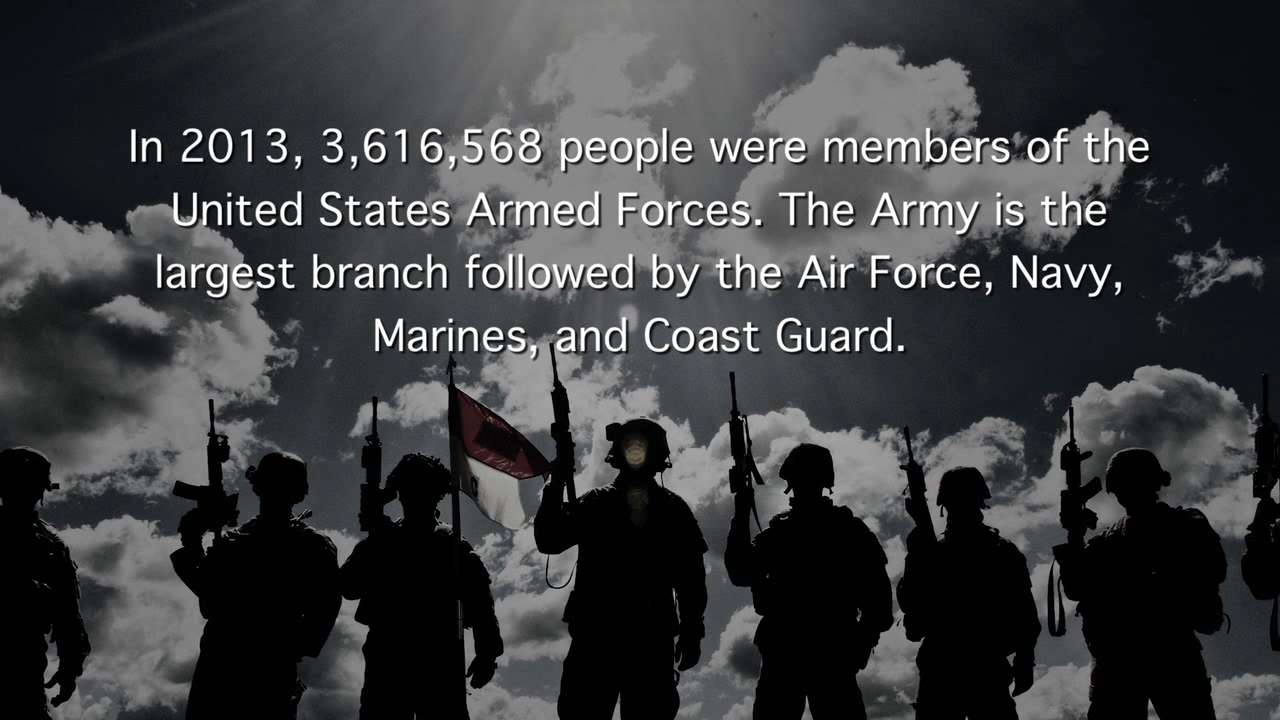 In 2013, 3,616,568 people were members of the
United States Armed Forces. The Army is the
largest branch followed by the Air Force, Navy,
Marines, and Coast Guard.